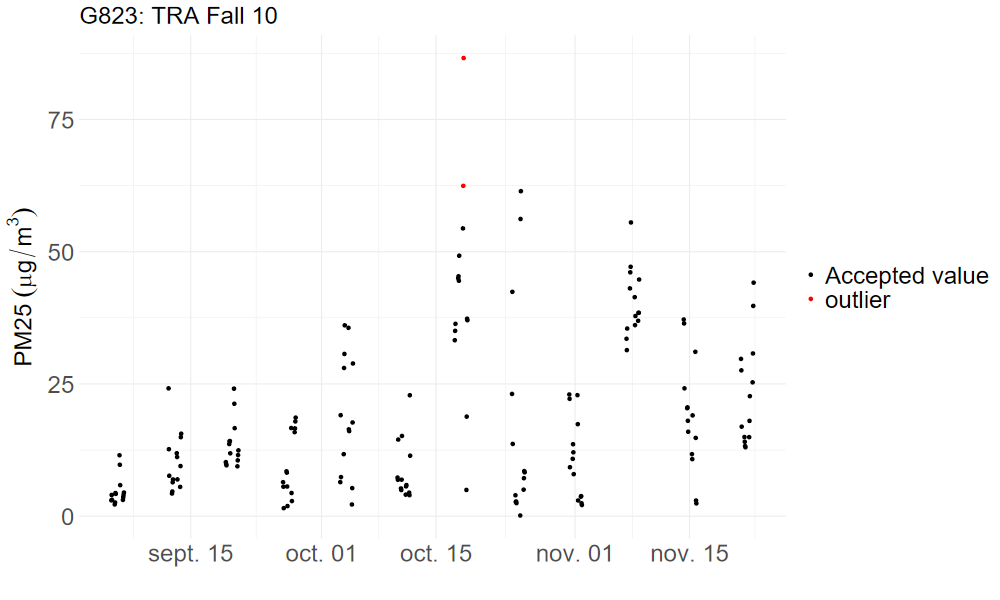 G823: TRA Fall 10
PM25 (μg/m³)
75
50
25
0
sept. 15 oct. 01 oct. 15 nov. 01 nov. 15
Accepted value
outlier